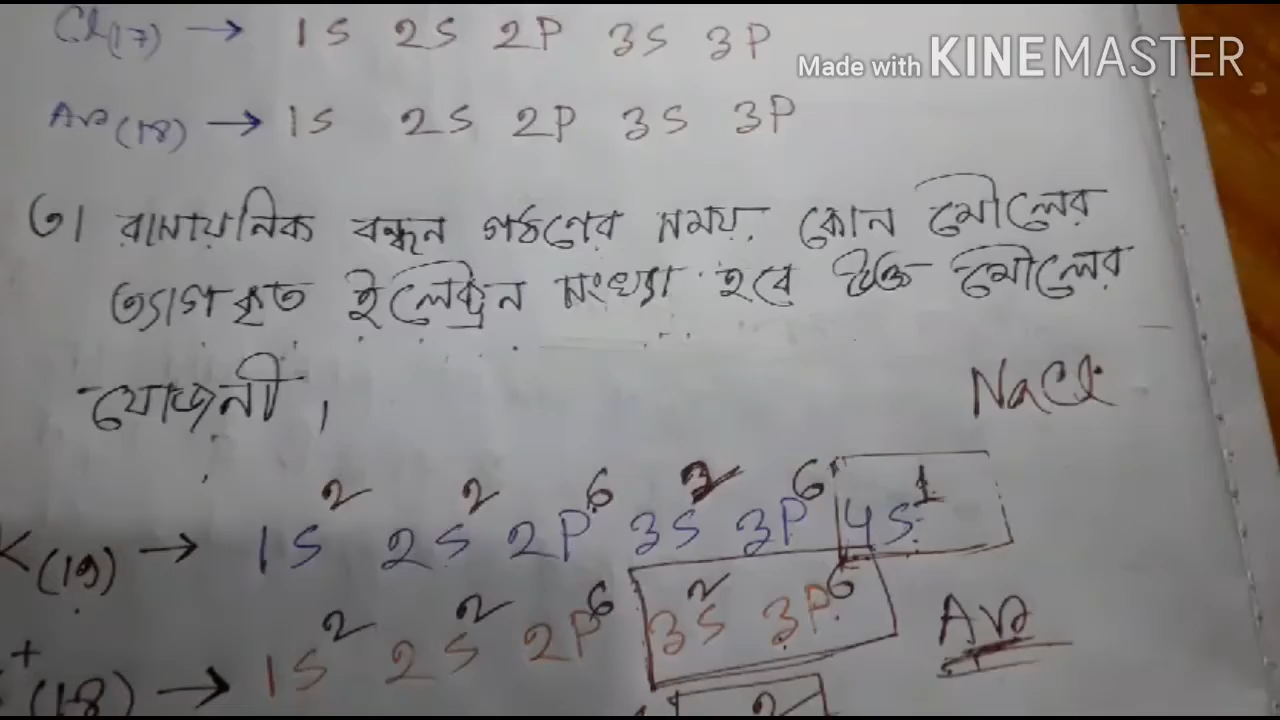 Cl(17) → 1S 2S 2P 3S 3P
Made with KINEMASTER
Ar(18) → 1S 2S 2P 3S 3P
৩। রাসায়নিক বন্ধন গঠণের সময় কোন মৌলের
ত্যাগকৃত ইলেকট্রন সংখ্যা হবে উক্ত মৌলের
যোজনী,
NaCl
K(19) → 1S² 2S² 2P⁶ 3S² 3P⁶ 4S¹
+(18) → 1S² 2S² 2P⁶ 3S² 3P⁶ Ar
2